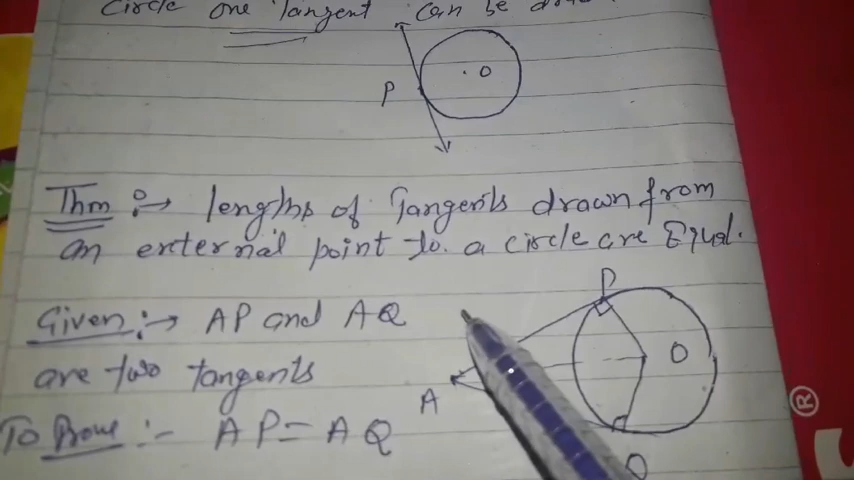 Circle one Tangent can be
P
O
Thm :→ lengths of Tangents drawn from
an external point to a circle are Equal.
P
Given :→ AP and AQ
O
are two tangents
A
To Prove :- AP = AQ
Q
®